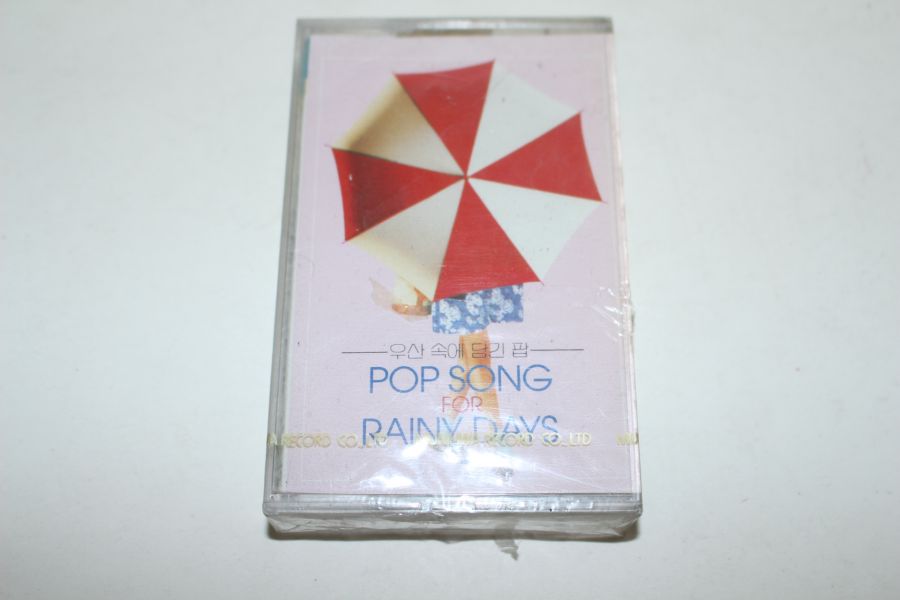 우산 속에 담긴 팝
POP SONG
FOR
RAINY DAYS
RECORD CO., LTD RECORD CO., LTD